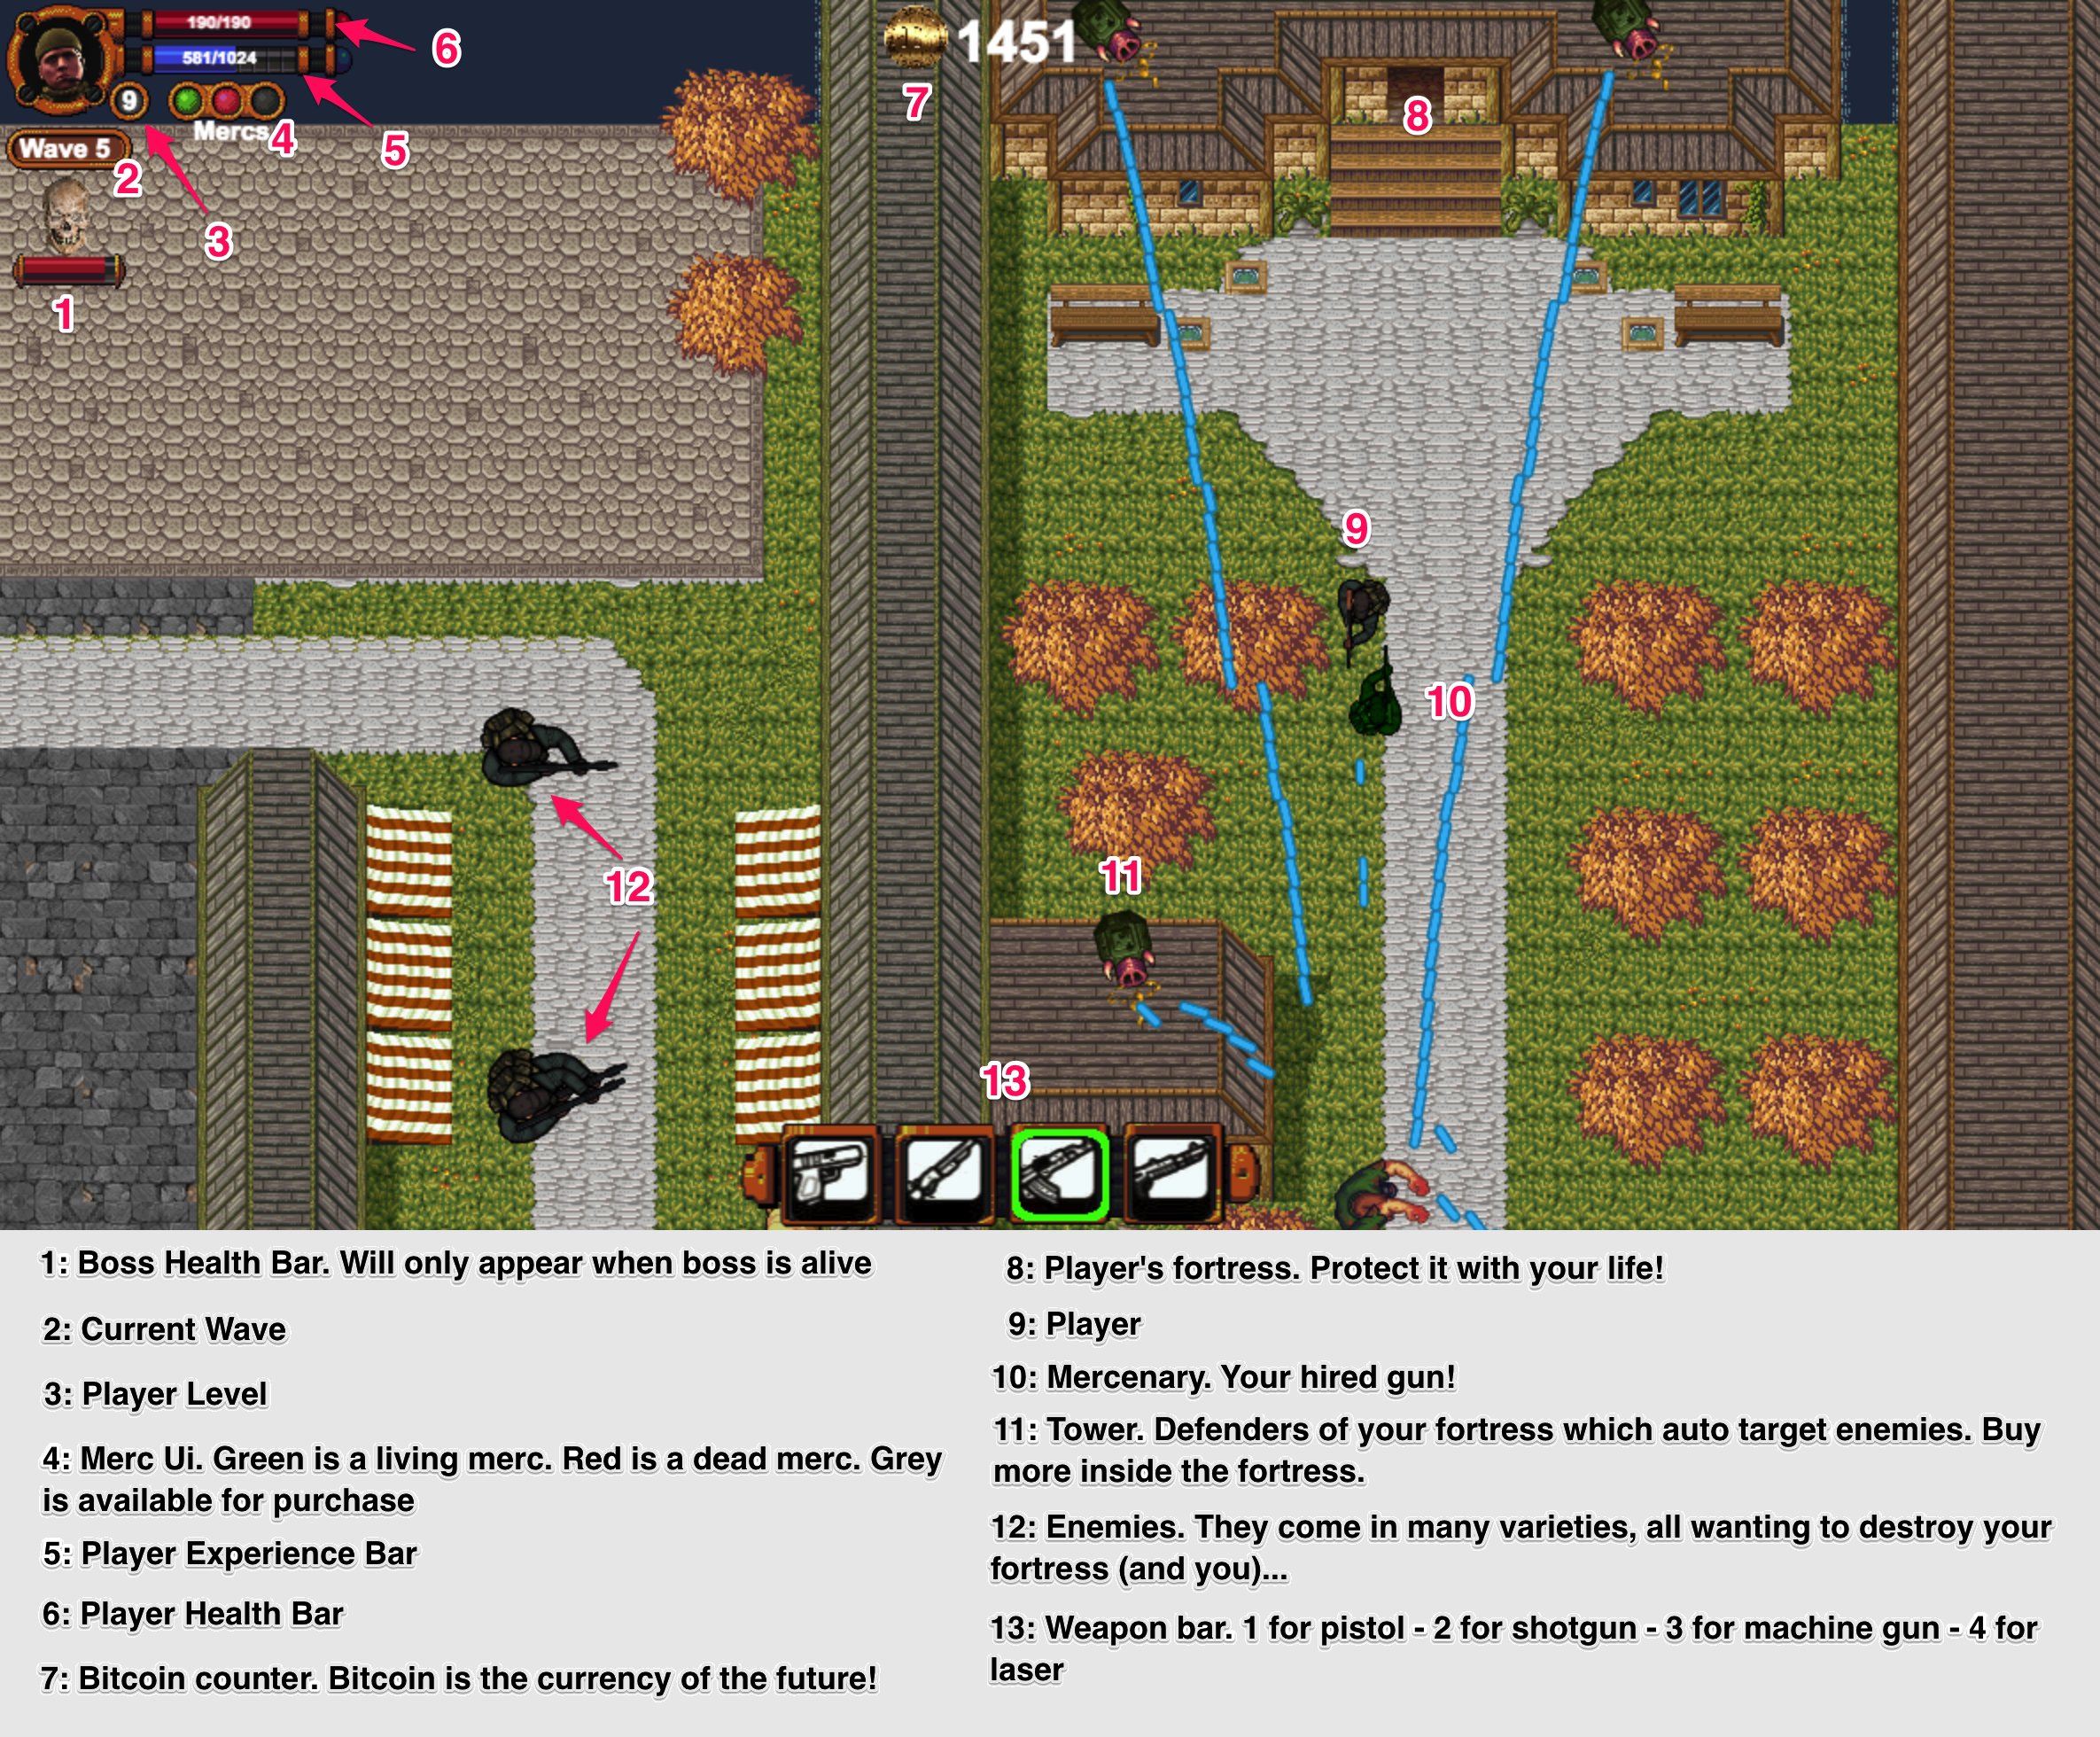 190/190
6
581/1024
9
Mercs
4
5
Wave 5
2
3
1
1451
7
8
9
10
11
12
13
1: Boss Health Bar. Will only appear when boss is alive
2: Current Wave
3: Player Level
4: Merc Ui. Green is a living merc. Red is a dead merc. Grey
is available for purchase
5: Player Experience Bar
6: Player Health Bar
7: Bitcoin counter. Bitcoin is the currency of the future!
8: Player's fortress. Protect it with your life!
9: Player
10: Mercenary. Your hired gun!
11: Tower. Defenders of your fortress which auto target enemies. Buy
more inside the fortress.
12: Enemies. They come in many varieties, all wanting to destroy your
fortress (and you)...
13: Weapon bar. 1 for pistol - 2 for shotgun - 3 for machine gun - 4 for
laser